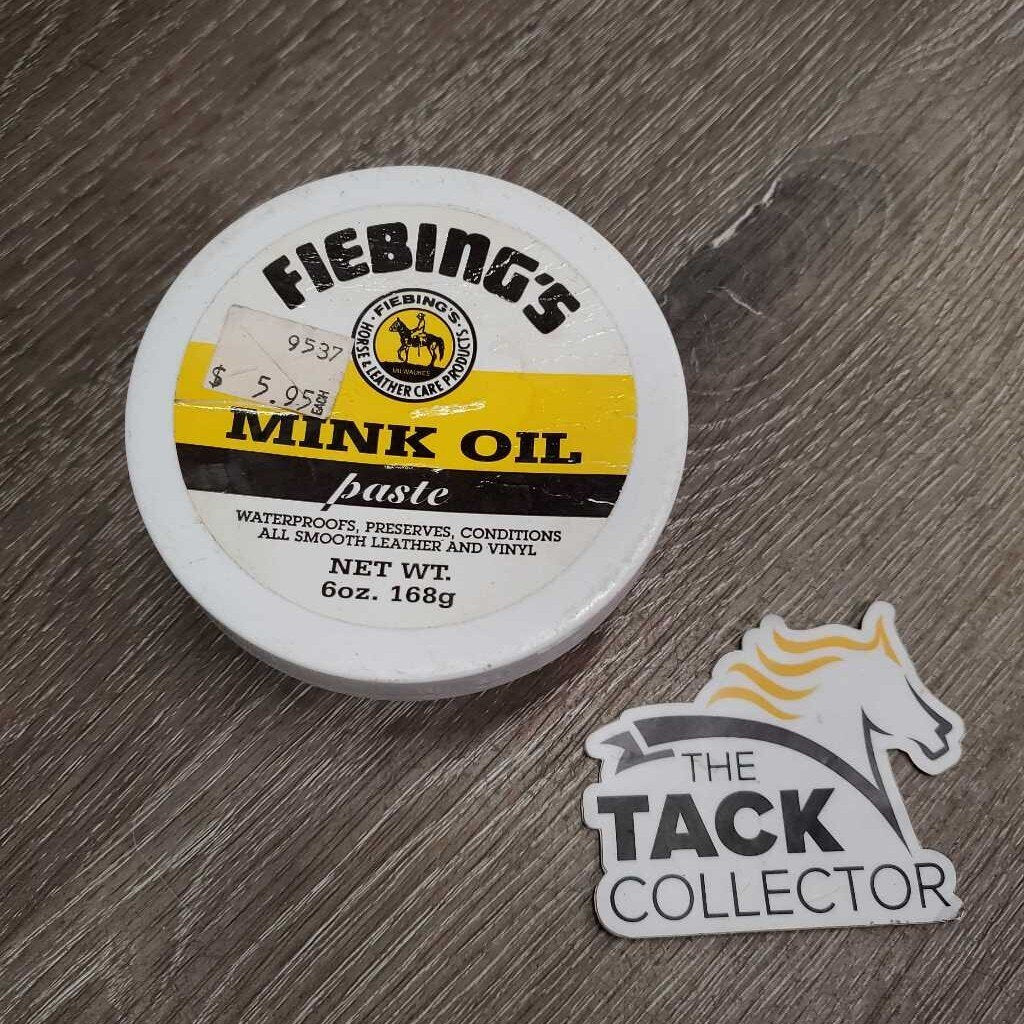 FIEBING'S
· FIEBING'S ·
HORSE & LEATHER CARE PRODUCTS
MILWAUKEE
9537
$ 5.95 EACH
MINK OIL
paste
WATERPROOFS, PRESERVES, CONDITIONS
ALL SMOOTH LEATHER AND VINYL
NET WT.
6oz. 168g
THE
TACK
COLLECTOR